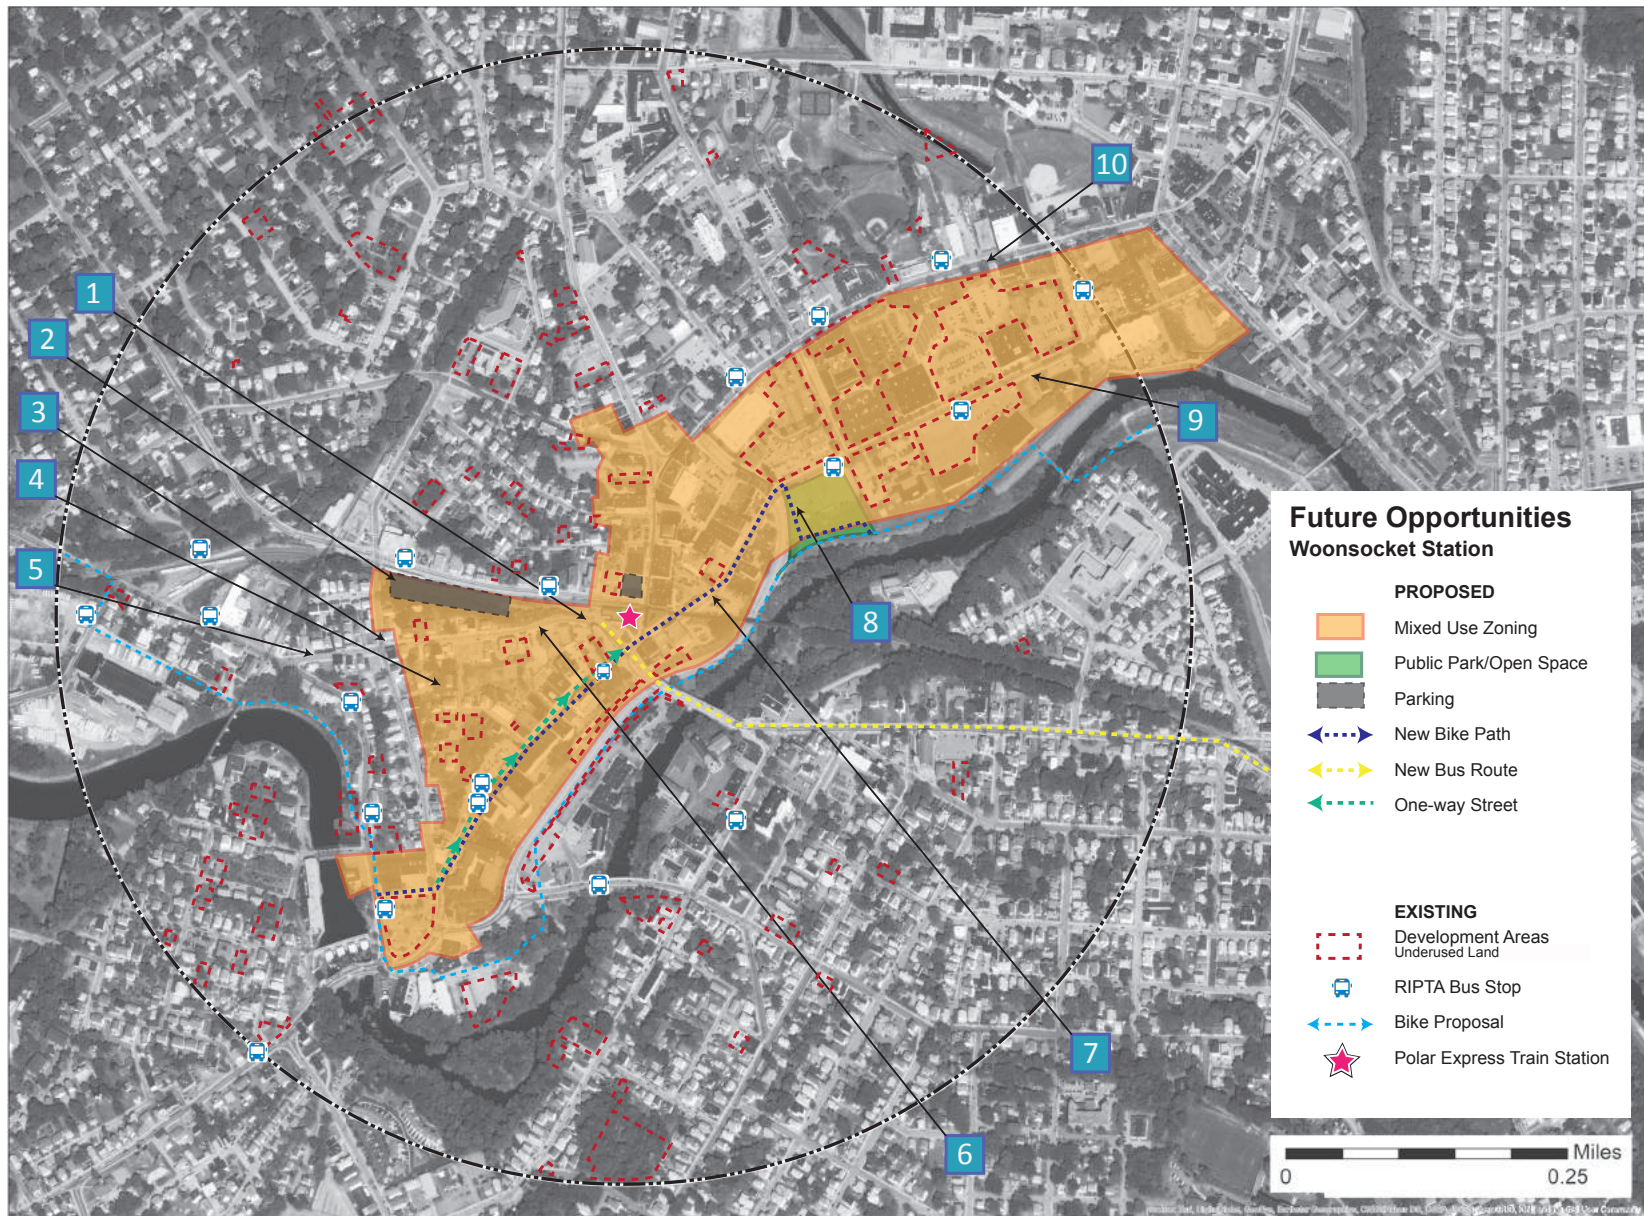 10
1
2
3
4
5
9
8
7
6
Future Opportunities
Woonsocket Station
PROPOSED
Mixed Use Zoning
Public Park/Open Space
Parking
New Bike Path
New Bus Route
One-way Street
EXISTING
Development Areas
Underused Land
RIPTA Bus Stop
Bike Proposal
Polar Express Train Station
Miles
0 0.25